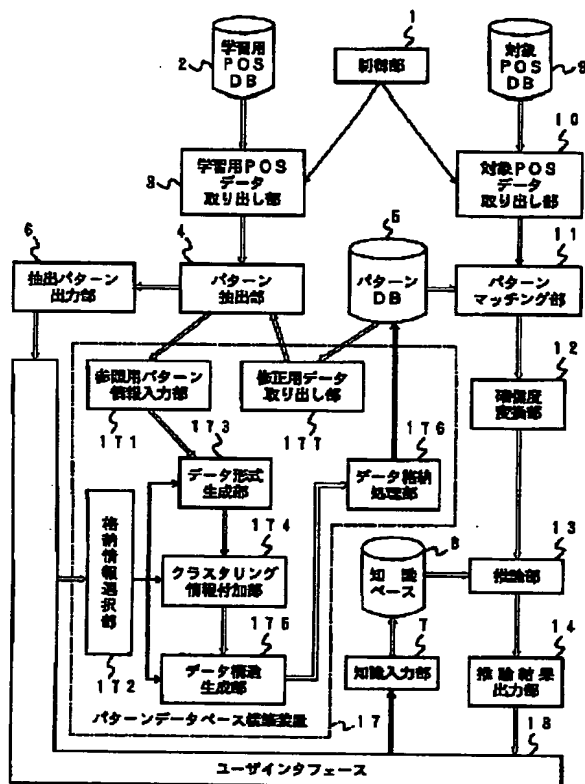 1
2
学習用
POS
DB
制御部
対象
POS
DB
9
10
3
学習用POS
データ
取り出し部
対象POS
データ
取り出し部
6
4
5
11
抽出パターン
出力部
パターン
抽出部
パターン
DB
パターン
マッチング部
12
参照用パターン
情報入力部
修正用データ
取り出し部
確信度
変換部
171
173
177
176
データ形式
生成部
データ格納
処理部
174
8
13
格納情報選択部
クラスタリング
情報付加部
知識
ベース
推論部
175
7
14
172
データ構造
生成部
知識入力部
推論結果
出力部
パターンデータベース構築装置
17
18
ユーザインタフェース